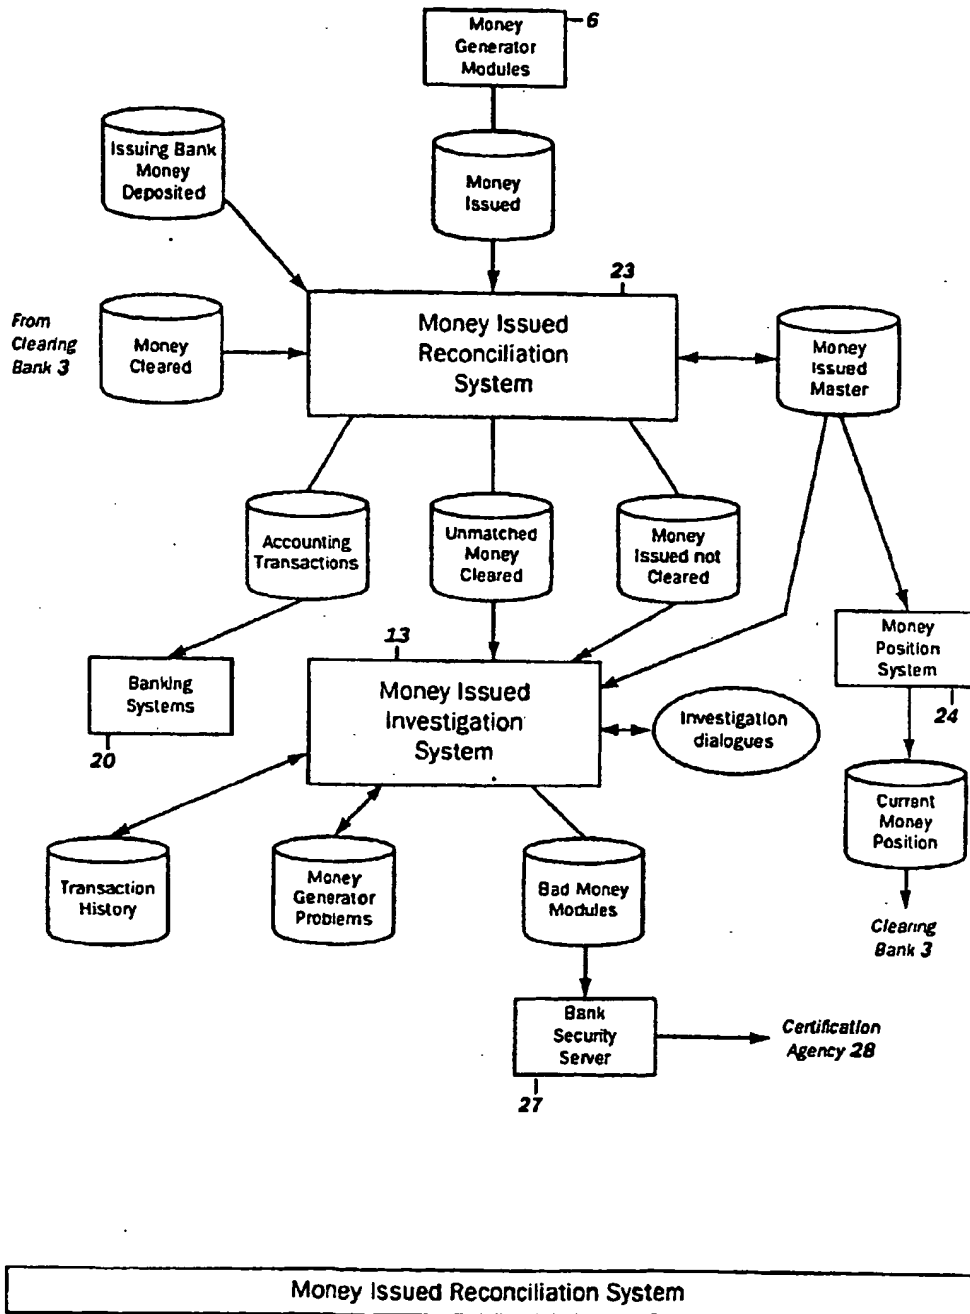 Money
Generator
Modules
6
Issuing Bank
Money
Deposited
Money
Issued
23
From
Clearing
Bank 3
Money
Cleared
Money Issued
Reconciliation
System
Money
Issued
Master
Accounting
Transactions
Unmatched
Money
Cleared
Money
Issued not
Cleared
13
Money
Position
System
24
Banking
Systems
20
Money Issued
Investigation
System
Investigation
dialogues
Current
Money
Position
Transaction
History
Money
Generator
Problems
Bad Money
Modules
Clearing
Bank 3
Bank
Security
Server
27
Certification
Agency 28
Money Issued Reconciliation System